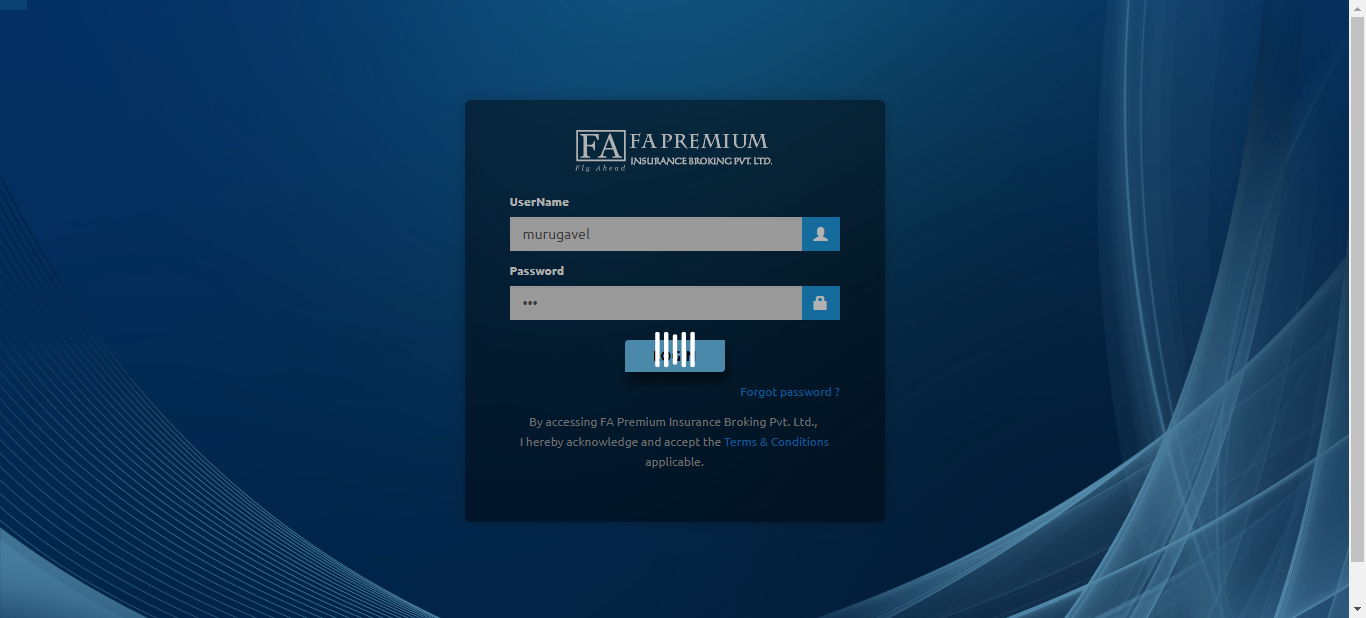 FA FA PREMIUM
INSURANCE BROKING PVT. LTD.
Fly Ahead
UserName
murugavel
Password
•••
LOGIN
Forgot password ?
By accessing FA Premium Insurance Broking Pvt. Ltd.,
I hereby acknowledge and accept the Terms & Conditions
applicable.